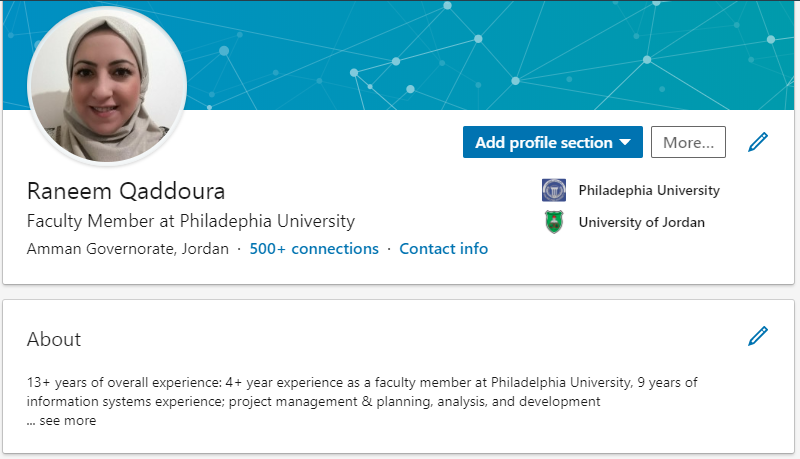 Add profile section
More...
Raneem Qaddoura
Philadephia University
Faculty Member at Philadephia University
University of Jordan
Amman Governorate, Jordan · 500+ connections · Contact info
About
13+ years of overall experience: 4+ year experience as a faculty member at Philadelphia University, 9 years of
information systems experience; project management & planning, analysis, and development
... see more